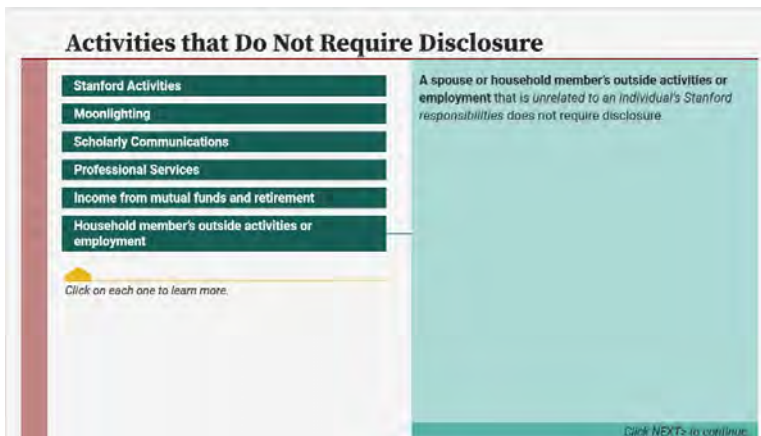 Activities that Do Not Require Disclosure
Stanford Activities
Moonlighting
Scholarly Communications
Professional Services
Income from mutual funds and retirement
Household member's outside activities or
employment
Click on each one to learn more.
A spouse or household member's outside activities or
employment that is unrelated to an individual's Stanford
responsibilities does not require disclosure
Click NEXT> to continue